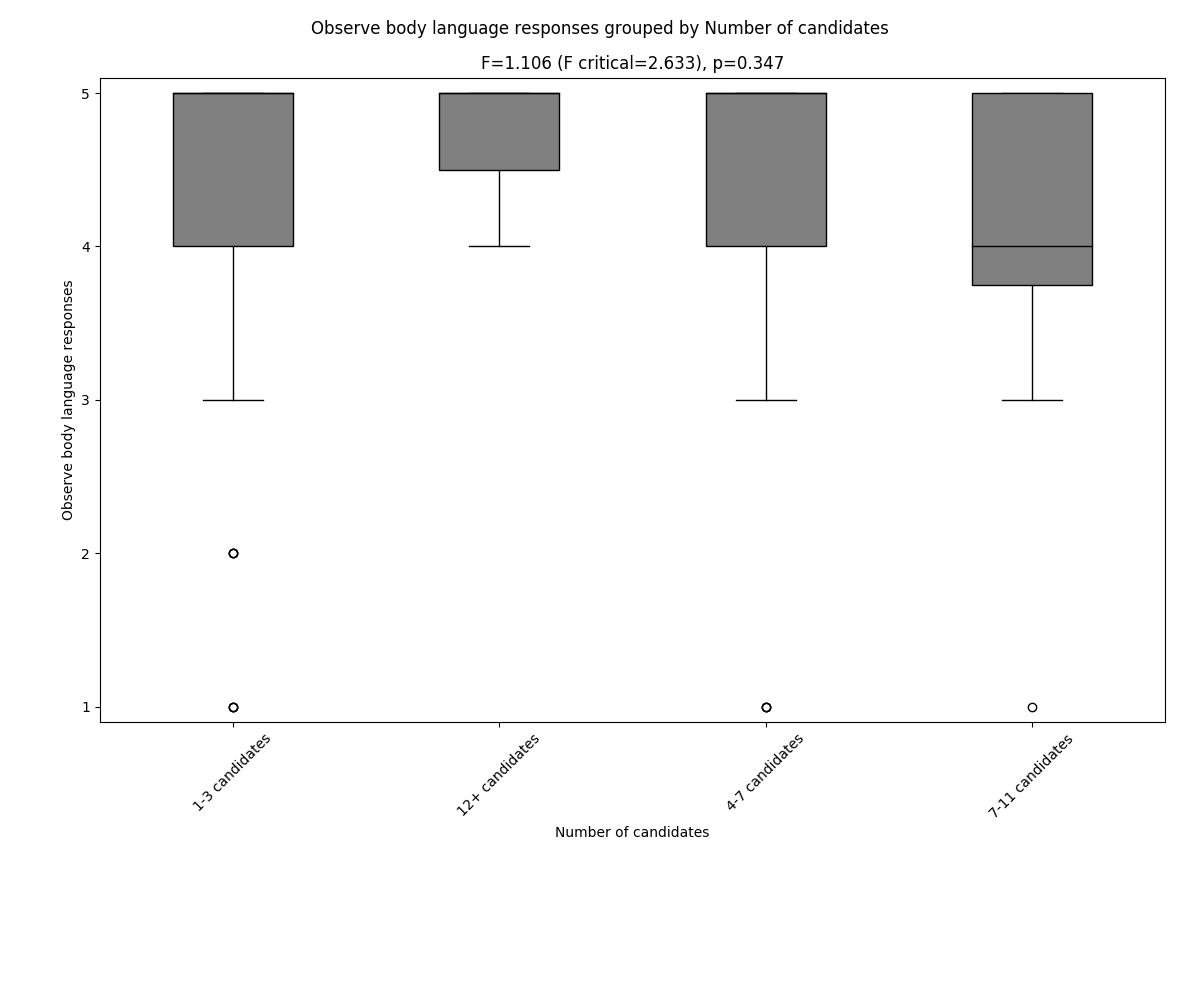 Observe body language responses grouped by Number of candidates
F=1.106 (F critical=2.633), p=0.347
Observe body language responses
5
4
3
2
1
1-3 candidates
12+ candidates
4-7 candidates
7-11 candidates
Number of candidates